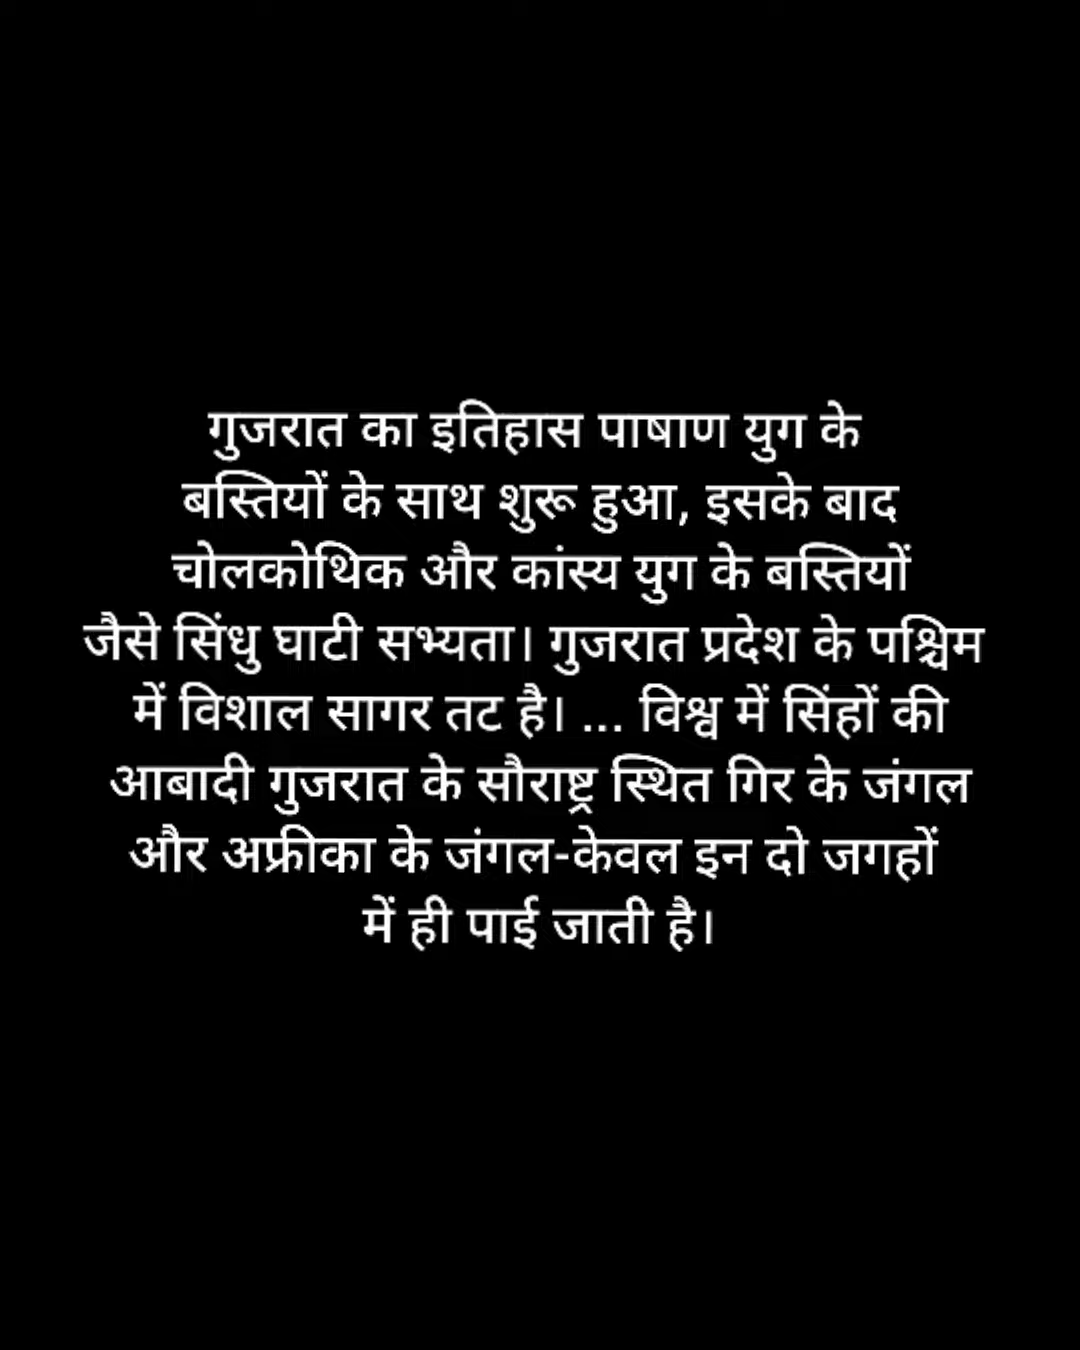 गुजरात का इतिहास पाषाण युग के
बस्तियों के साथ शुरू हुआ, इसके बाद
चोलकोथिक और कांस्य युग के बस्तियों
जैसे सिंधु घाटी सभ्यता। गुजरात प्रदेश के पश्चिम
में विशाल सागर तट है। ... विश्व में सिंहों की
आबादी गुजरात के सौराष्ट्र स्थित गिर के जंगल
और अफ्रीका के जंगल-केवल इन दो जगहों
में ही पाई जाती है।